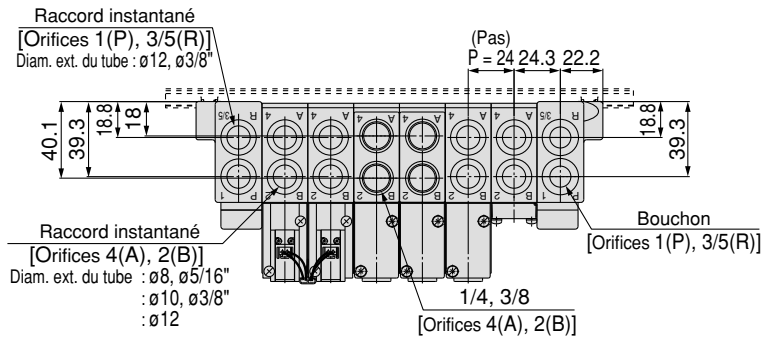 Raccord instantané
[Orifices 1(P), 3/5(R)]
Diam. ext. du tube : ø12, ø3/8"
(Pas)
P = 24
24.3
22.2
40.1
39.3
18.8
18
18.8
39.3
3/5 R
4 A
4 A
4 A
4 A
4 A
4 A
3/5 R
1 P
2 B
2 B
2 B
2 B
2 B
2 B
1 P
Raccord instantané
[Orifices 4(A), 2(B)]
Diam. ext. du tube : ø8, ø5/16"
: ø10, ø3/8"
: ø12
Bouchon
[Orifices 1(P), 3/5(R)]
1/4, 3/8
[Orifices 4(A), 2(B)]